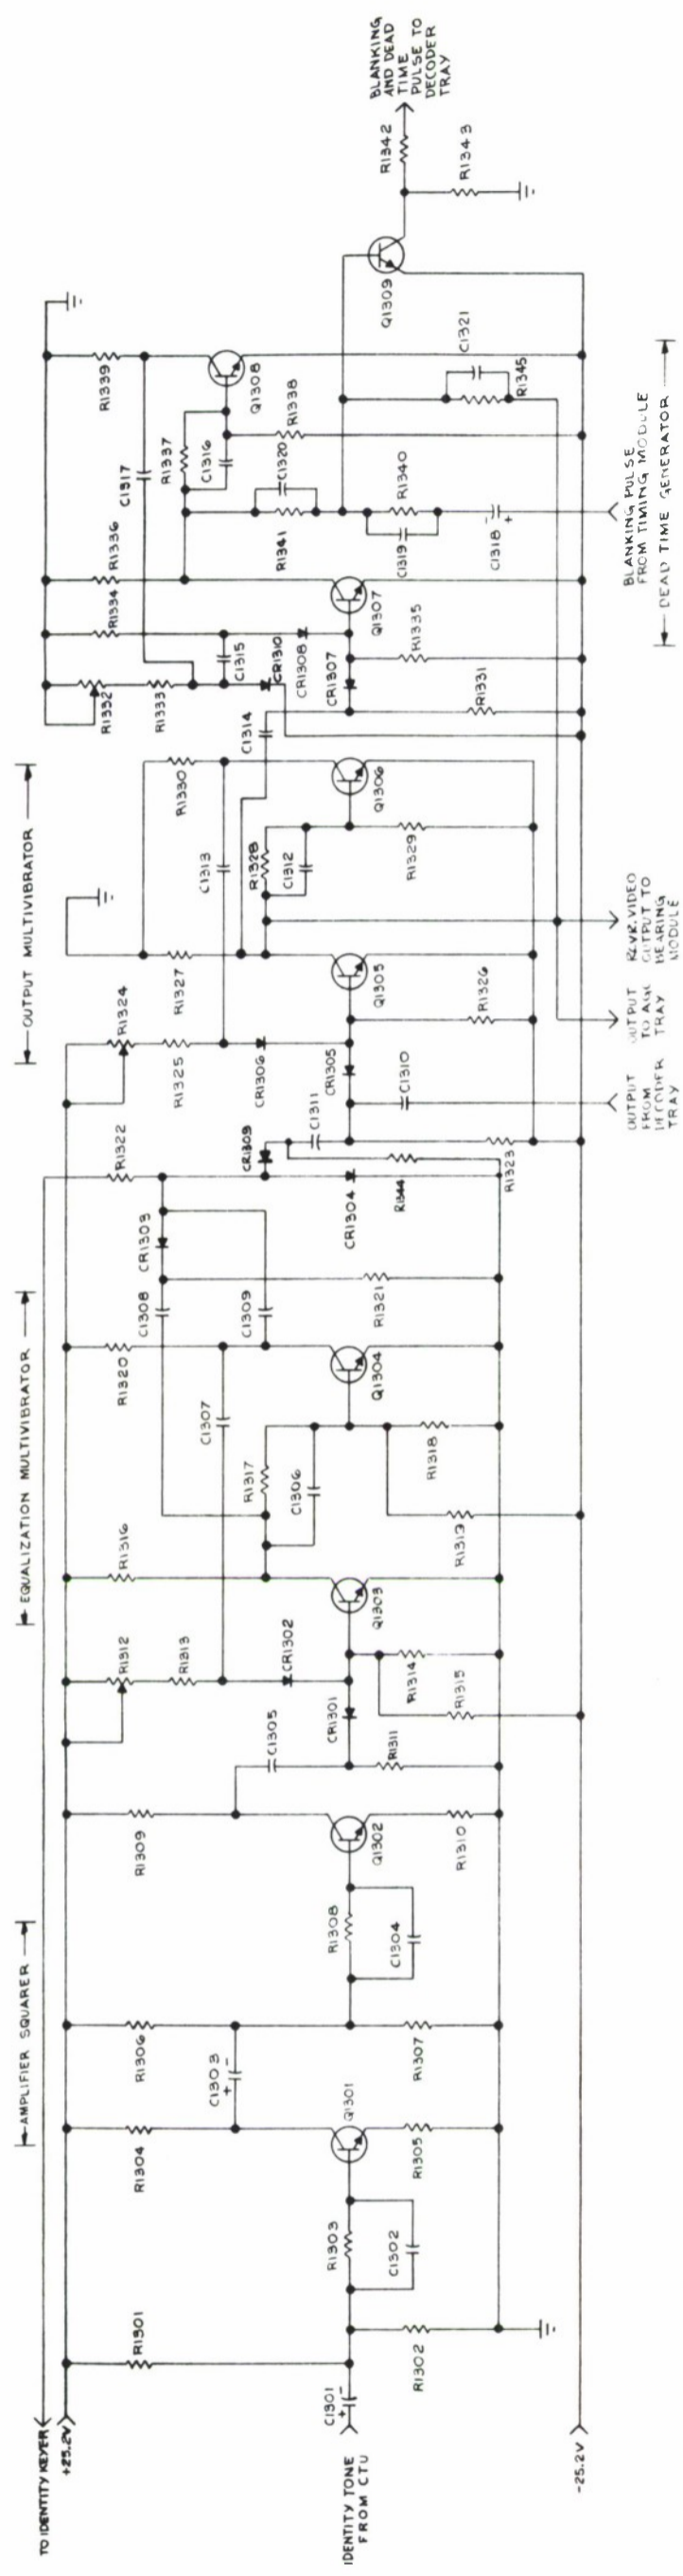 TO IDENTITY KEYER
+25.2V
IDENTITY TONE
FROM CTU
-25.2V
AMPLIFIER SQUARER
EQUALIZATION MULTIVIBRATOR
OUTPUT MULTIVIBRATOR
C1301
+
-
R1301
R1302
R1303
C1302
R1304
Q1301
R1305
C1303
+
-
R1306
R1307
R1308
C1304
R1309
Q1302
R1310
C1305
R1311
CR1301
R1312
R1313
CR1302
R1314
R1315
R1316
Q1303
R1317
C1306
C1307
R1319
R1318
R1320
Q1304
C1308
C1309
CR1303
R1321
R1322
CR1309
CR1304
R1344
C1311
R1323
CR1305
C1310
R1324
R1325
CR1306
R1326
R1327
Q1305
C1313
R1328
C1312
R1329
R1330
Q1306
C1314
R1331
R1332
R1333
CR1310
CR1307
R1334
C1315
CR1308
R1335
R1336
Q1307
C1317
R1337
C1316
R1341
C1320
R1338
C1319
R1340
C1318
-
+
R1339
Q1308
C1321
R1345
Q1309
R1342
R1343
BLANKING
AND DEAD
TIME
PULSE TO
DECODER
TRAY
OUTPUT
FROM
DECODER
TRAY
OUTPUT
TO AGC
TRAY
RCVR. VIDEO
OUTPUT TO
BEARING
MODULE
BLANKING PULSE
FROM TIMING MODULE
DEAD TIME GENERATOR